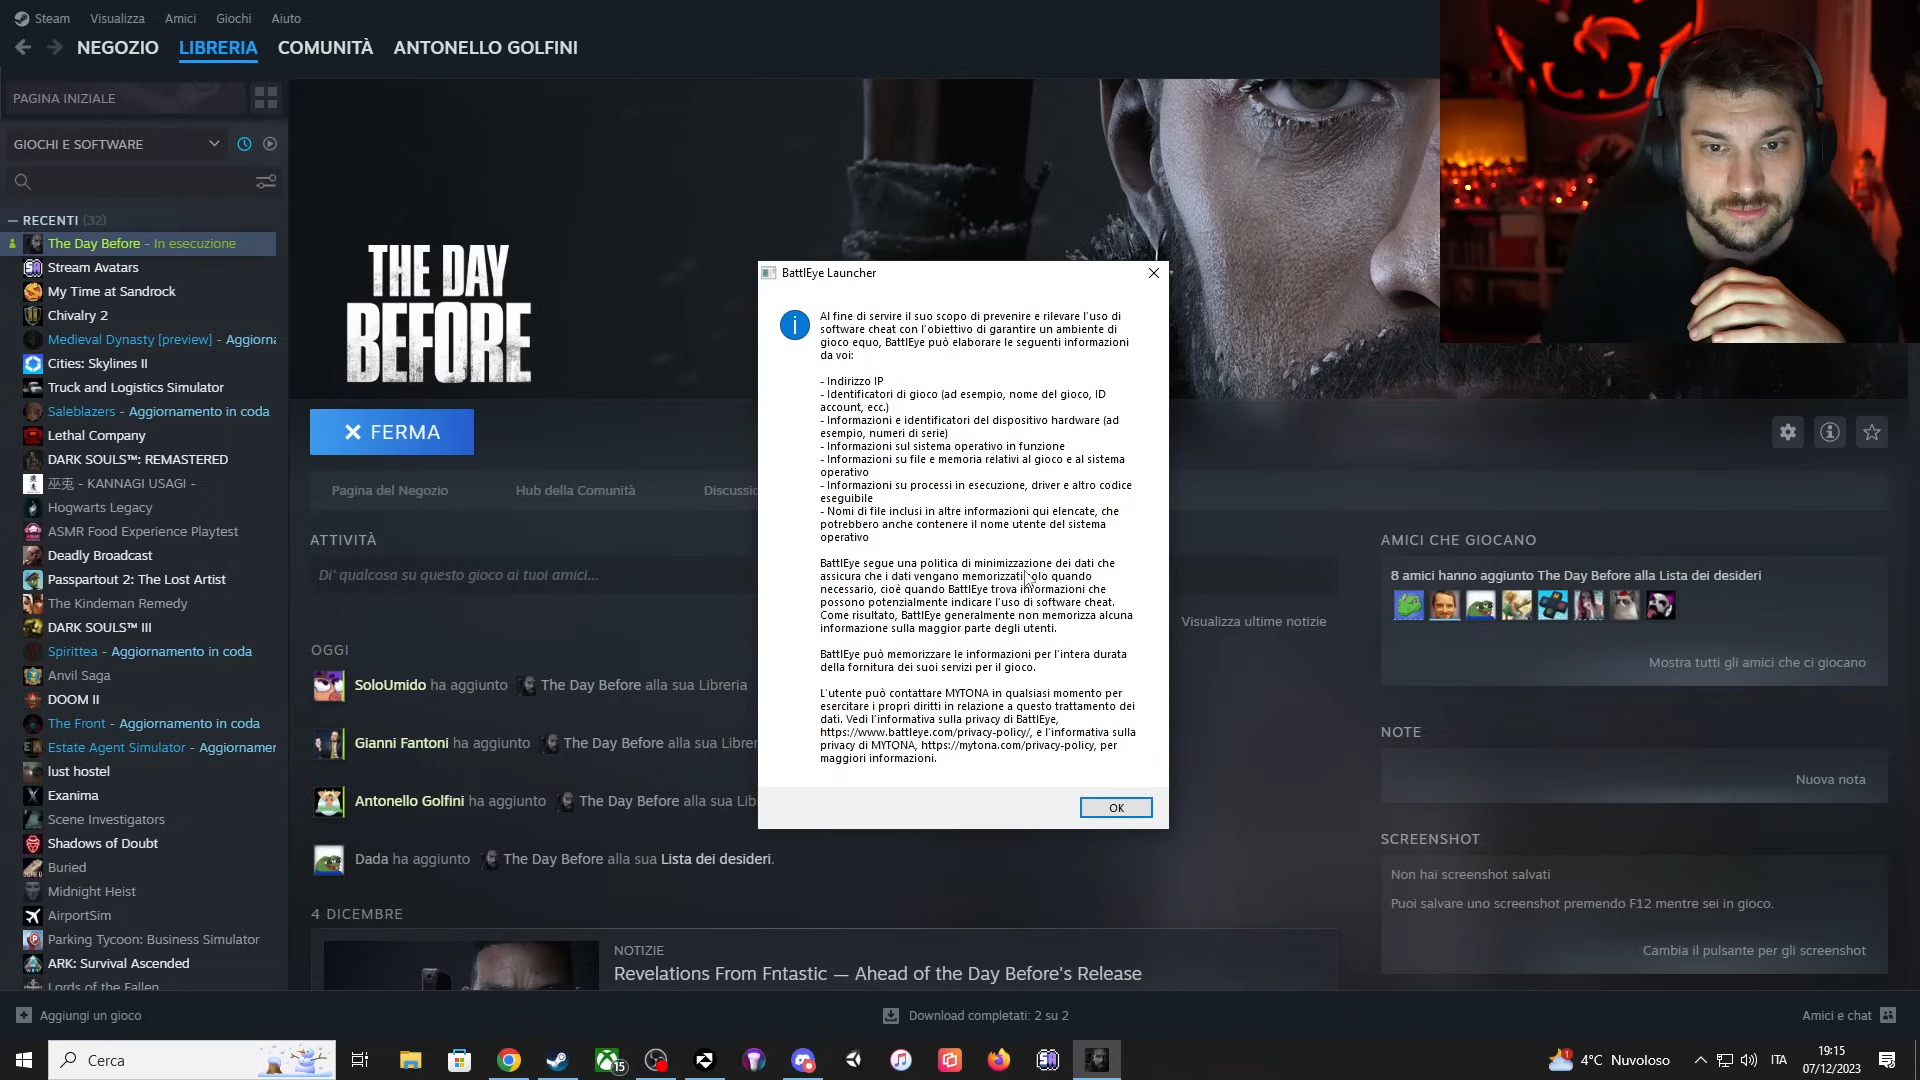 Steam Visualizza Amici Giochi Aiuto
NEGOZIO LIBRERIA COMUNITÀ ANTONELLO GOLFINI
PAGINA INIZIALE
GIOCHI E SOFTWARE
— RECENTI (32)
The Day Before - In esecuzione
Stream Avatars
My Time at Sandrock
Chivalry 2
Medieval Dynasty [preview] - Aggiorna
Cities: Skylines II
Truck and Logistics Simulator
Saleblazers - Aggiornamento in coda
Lethal Company
DARK SOULS™: REMASTERED
巫兎 - KANNAGI USAGI -
Hogwarts Legacy
ASMR Food Experience Playtest
Deadly Broadcast
Passpartout 2: The Lost Artist
The Kindeman Remedy
DARK SOULS™ III
Spirittea - Aggiornamento in coda
Anvil Saga
DOOM II
The Front - Aggiornamento in coda
Estate Agent Simulator - Aggiornamer
lust hostel
Exanima
Scene Investigators
Shadows of Doubt
Buried
Midnight Heist
AirportSim
Parking Tycoon: Business Simulator
ARK: Survival Ascended
Lords of the Fallen
THE DAY
BEFORE
FERMA
Pagina del Negozio Hub della Comunità Discussic
ATTIVITÀ
Di' qualcosa su questo gioco ai tuoi amici...
Visualizza ultime notizie
OGGI
SoloUmido ha aggiunto The Day Before alla sua Libreria
Gianni Fantoni ha aggiunto The Day Before alla sua Librer
Antonello Golfini ha aggiunto The Day Before alla sua Lib
Dada ha aggiunto The Day Before alla sua Lista dei desideri.
4 DICEMBRE
NOTIZIE
Revelations From Fntastic — Ahead of the Day Before's Release
BattlEye Launcher
Al fine di servire il suo scopo di prevenire e rilevare l'uso di
software cheat con l'obiettivo di garantire un ambiente di
gioco equo, BattlEye può elaborare le seguenti informazioni
da voi:
- Indirizzo IP
- Identificatori di gioco (ad esempio, nome del gioco, ID
account, ecc.)
- Informazioni e identificatori del dispositivo hardware (ad
esempio, numeri di serie)
- Informazioni sul sistema operativo in funzione
- Informazioni su file e memoria relativi al gioco e al sistema
operativo
- Informazioni su processi in esecuzione, driver e altro codice
eseguibile
- Nomi di file inclusi in altre informazioni qui elencate, che
potrebbero anche contenere il nome utente del sistema
operativo
BattlEye segue una politica di minimizzazione dei dati che
assicura che i dati vengano memorizzati solo quando
necessario, cioè quando BattlEye trova informazioni che
possono potenzialmente indicare l'uso di software cheat.
Come risultato, BattlEye generalmente non memorizza alcuna
informazione sulla maggior parte degli utenti.
BattlEye può memorizzare le informazioni per l'intera durata
della fornitura dei suoi servizi per il gioco.
L'utente può contattare MYTONA in qualsiasi momento per
esercitare i propri diritti in relazione a questo trattamento dei
dati. Vedi l'informativa sulla privacy di BattlEye,
https://www.battleye.com/privacy-policy/, e l'informativa sulla
privacy di MYTONA, https://mytona.com/privacy-policy, per
maggiori informazioni.
OK
AMICI CHE GIOCANO
8 amici hanno aggiunto The Day Before alla Lista dei desideri
Mostra tutti gli amici che ci giocano
NOTE
Nuova nota
SCREENSHOT
Non hai screenshot salvati
Puoi salvare uno screenshot premendo F12 mentre sei in gioco.
Cambia il pulsante per gli screenshot
Aggiungi un gioco
Download completati: 2 su 2
Amici e chat
Cerca
15
1
4°C Nuvoloso
ITA
19:15
07/12/2023